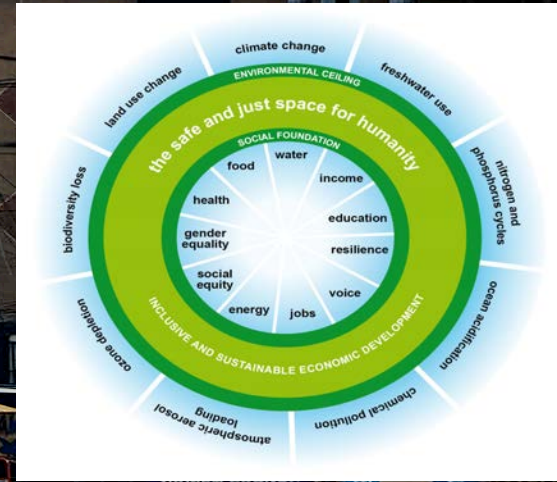 climate change
freshwater use
nitrogen and
phosphorus cycles
ocean acidification
chemical pollution
atmospheric aerosol
loading
ozone depletion
biodiversity loss
land use change
ENVIRONMENTAL CEILING
the safe and just space for humanity
SOCIAL FOUNDATION
water
income
education
resilience
voice
jobs
energy
social
equity
gender
equality
health
food
INCLUSIVE AND SUSTAINABLE ECONOMIC DEVELOPMENT